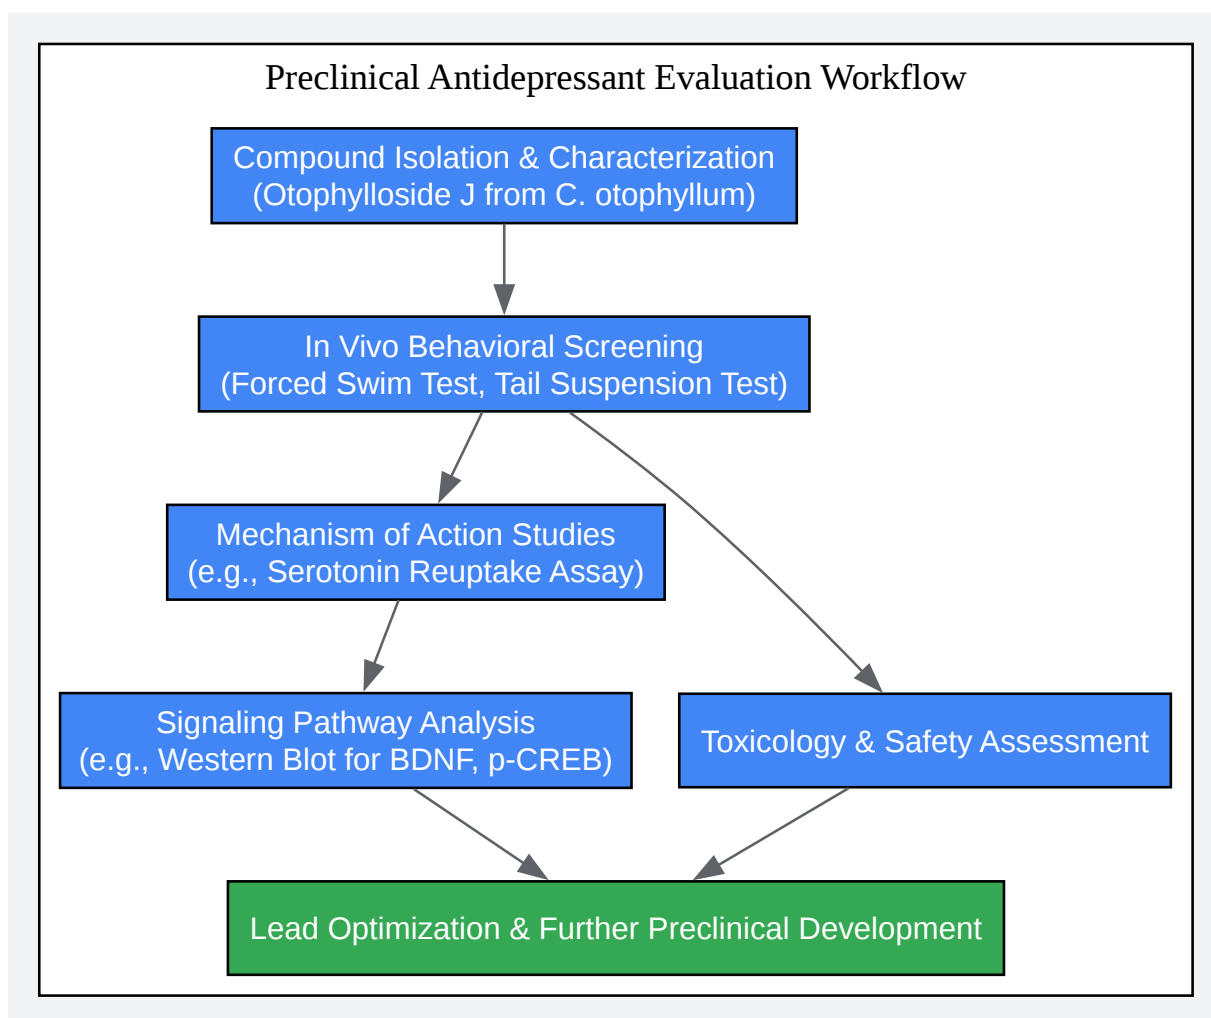 Preclinical Antidepressant Evaluation Workflow
Compound Isolation & Characterization
(Otophylloside J from C. otophyllum)
In Vivo Behavioral Screening
(Forced Swim Test, Tail Suspension Test)
Mechanism of Action Studies
(e.g., Serotonin Reuptake Assay)
Signaling Pathway Analysis
(e.g., Western Blot for BDNF, p-CREB)
Toxicology & Safety Assessment
Lead Optimization & Further Preclinical Development